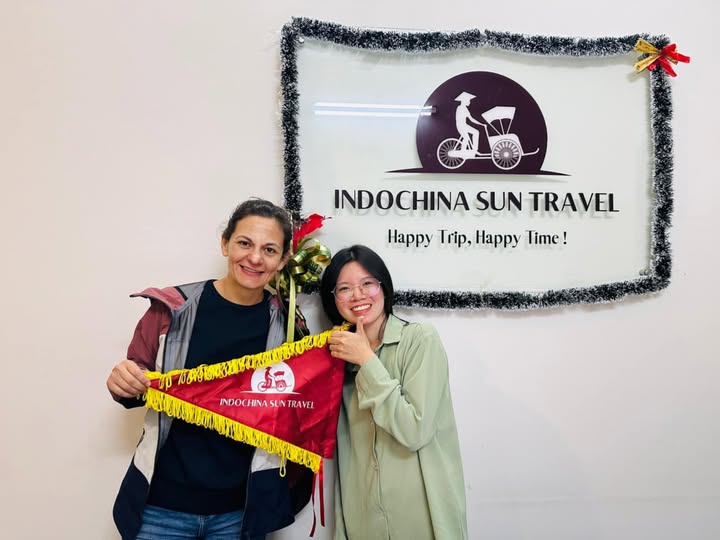 INDOCHINA SUN TRAVEL
Happy Trip, Happy Time !
INDOCHINA SUN TRAVEL